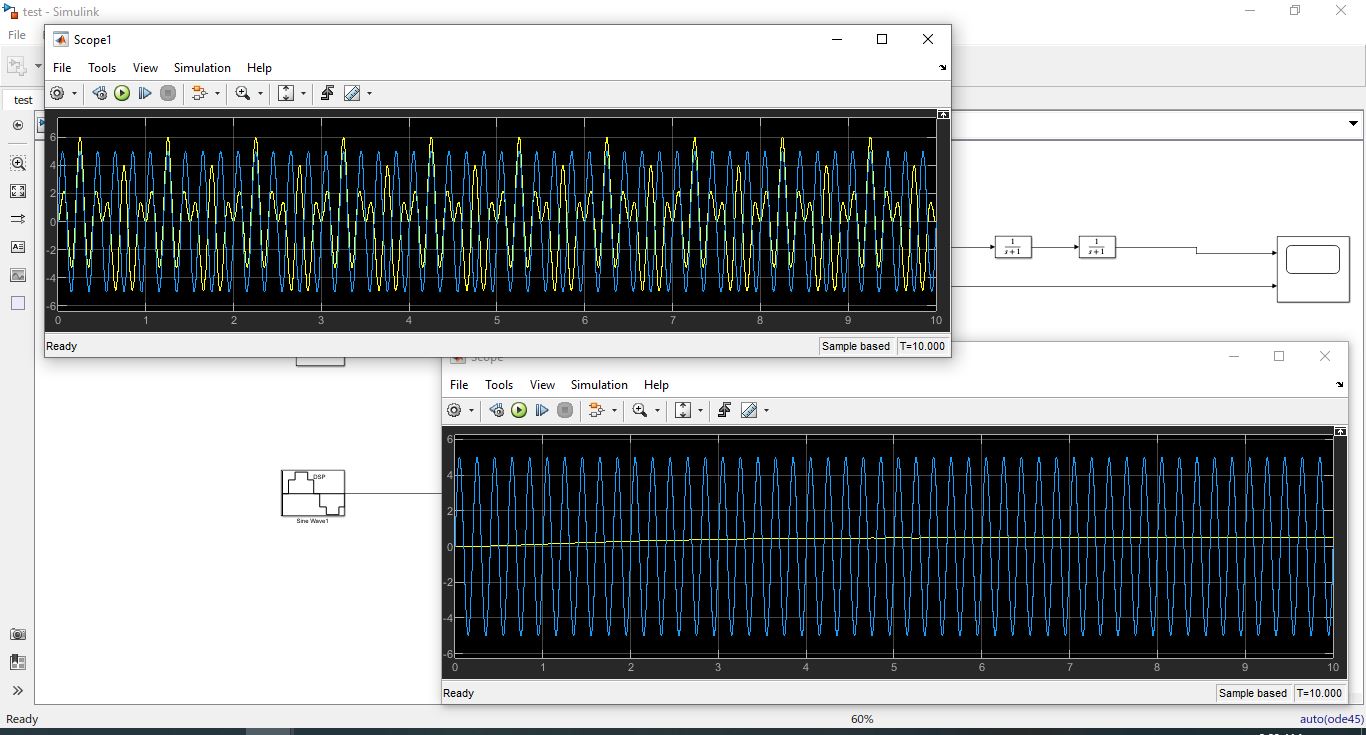 test - Simulink
File
Scope1
File Tools View Simulation Help
test
6
4
2
0
-2
-4
-6
0 1 2 3 4 5 6 7 8 9 10
Ready Sample based T=10.000
1
s+1
1
s+1
Scope
File Tools View Simulation Help
DSP
Sine Wave1
6
4
2
0
-2
-4
-6
0 1 2 3 4 5 6 7 8 9 10
Ready Sample based T=10.000
Ready 60% auto(ode45)